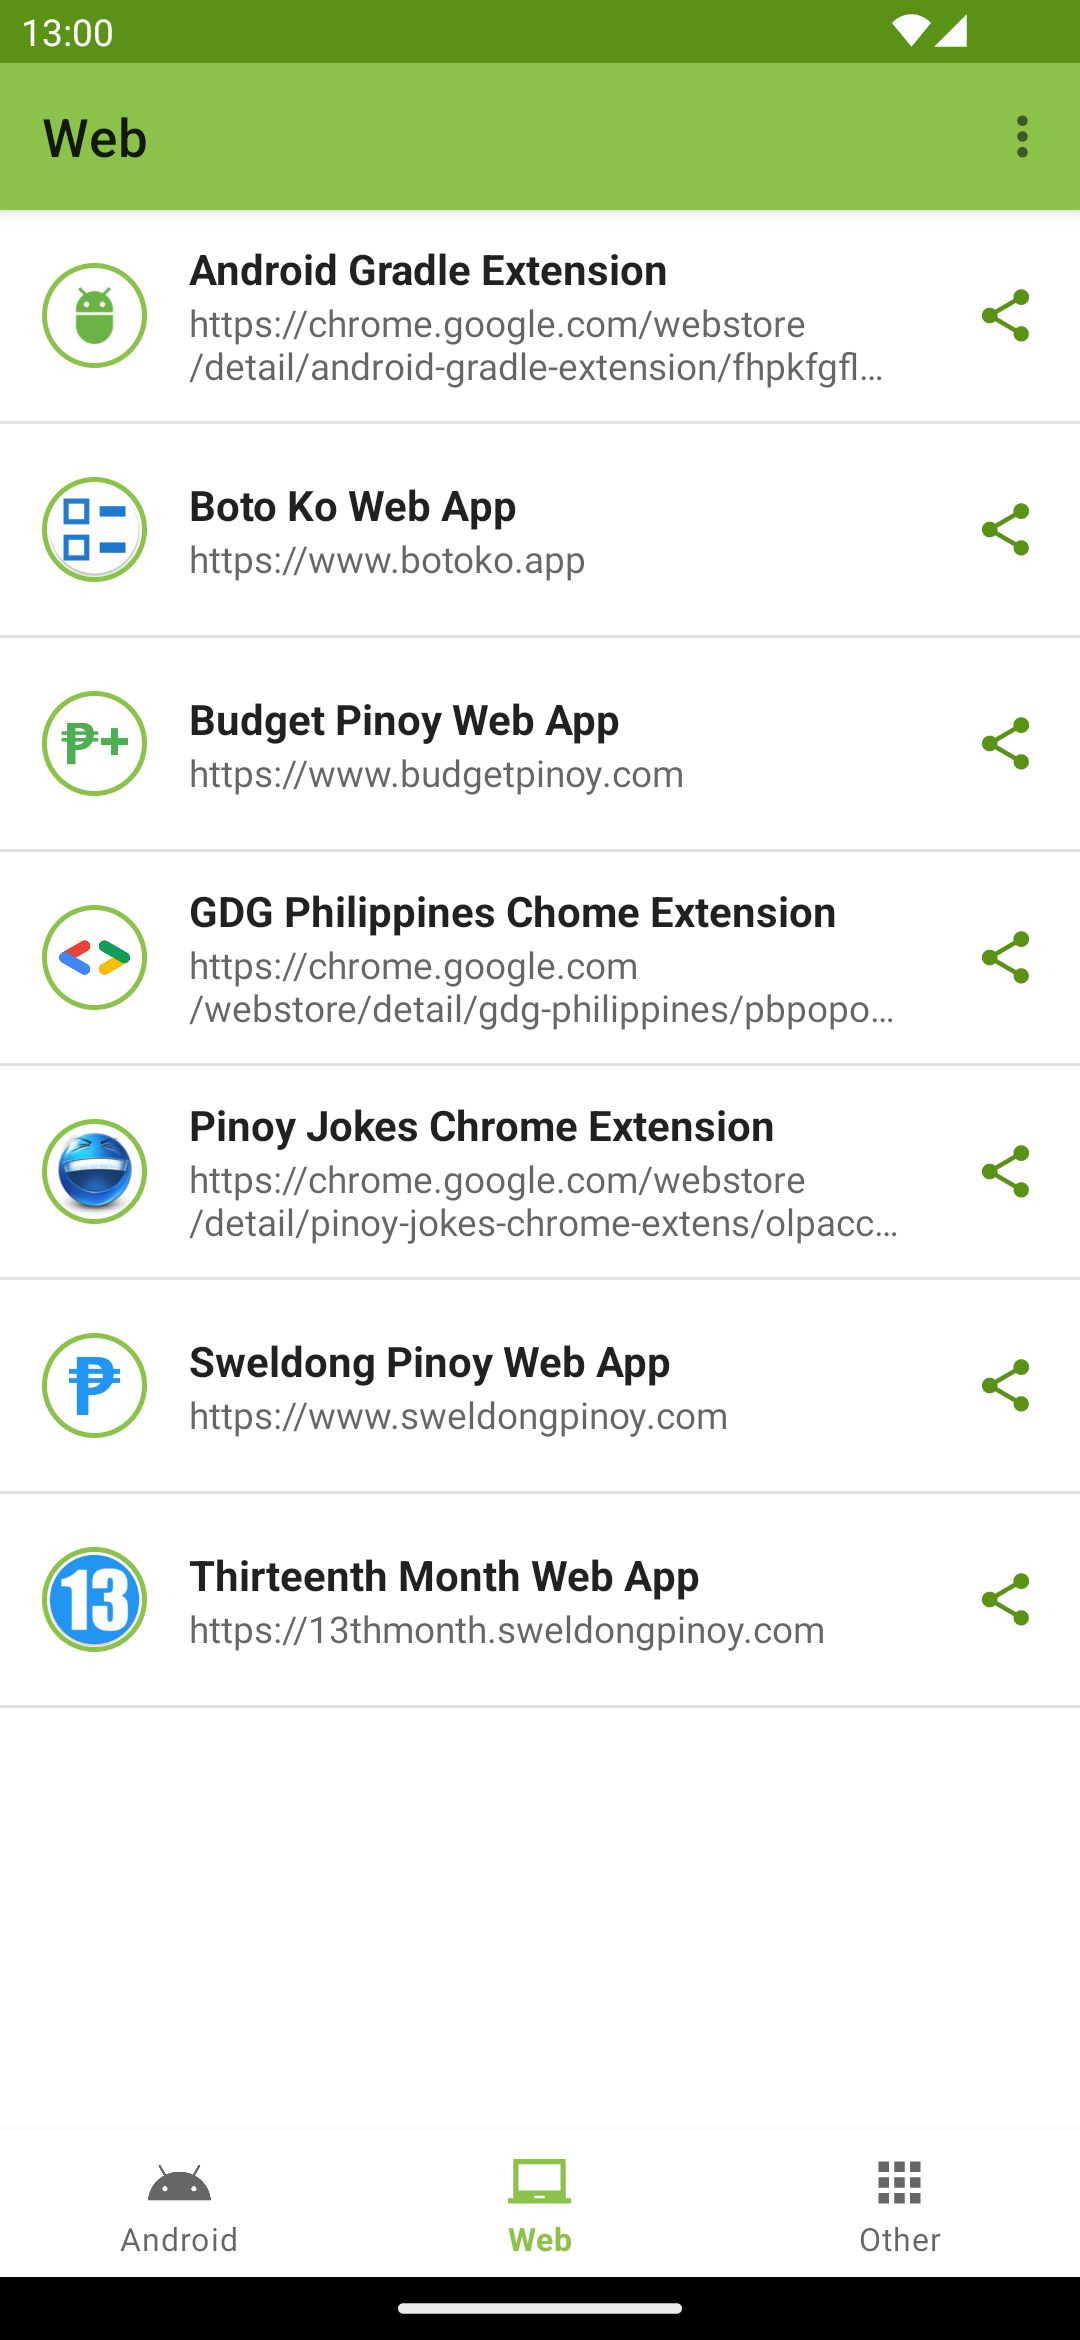 13:00
Web
Android Gradle Extension
https://chrome.google.com/webstore
/detail/android-gradle-extension/fhpkfgfl...
Boto Ko Web App
https://www.botoko.app
₱+
Budget Pinoy Web App
https://www.budgetpinoy.com
GDG Philippines Chome Extension
https://chrome.google.com
/webstore/detail/gdg-philippines/pbpopo...
Pinoy Jokes Chrome Extension
https://chrome.google.com/webstore
/detail/pinoy-jokes-chrome-extens/olpacc...
₱
Sweldong Pinoy Web App
https://www.sweldongpinoy.com
13
Thirteenth Month Web App
https://13thmonth.sweldongpinoy.com
Android
Web
Other